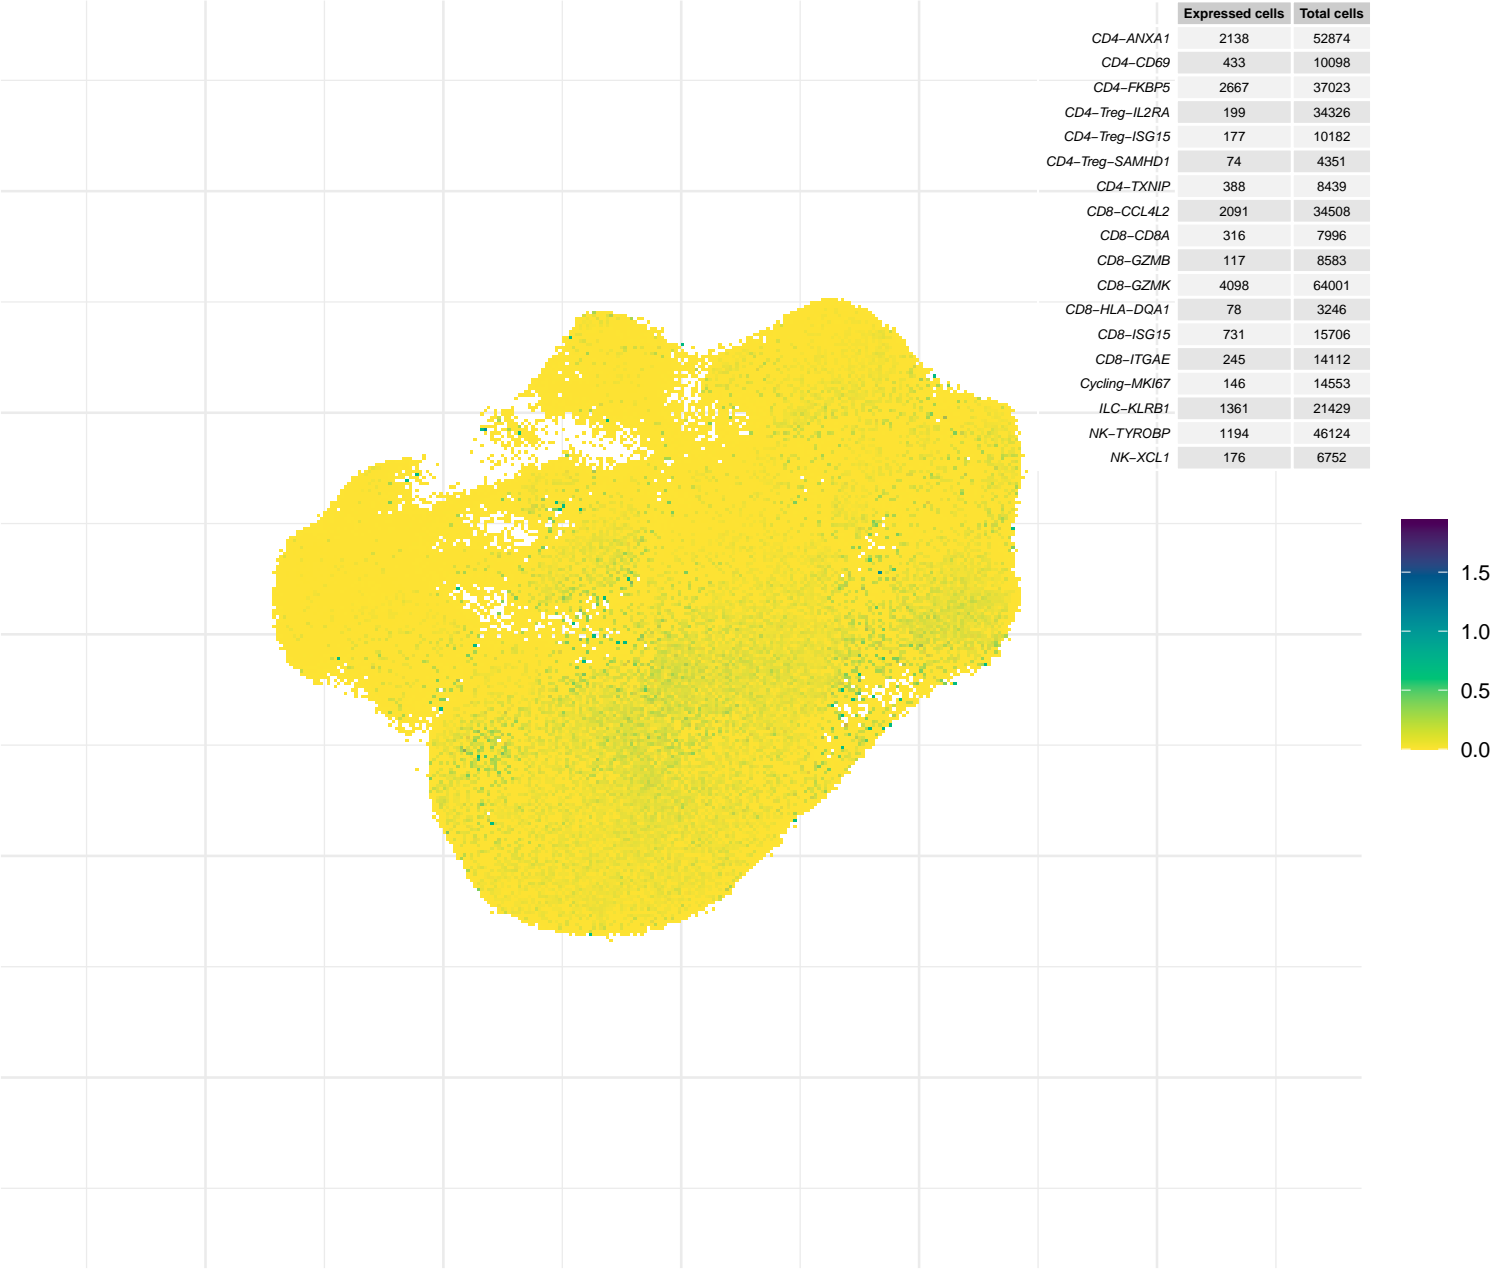 Expressed cells Total cells
CD4−ANXA1 2138 52874
CD4−CD69 433 10098
CD4−FKBP5 2667 37023
CD4−Treg−IL2RA 199 34326
CD4−Treg−ISG15 177 10182
CD4−Treg−SAMHD1 74 4351
CD4−TXNIP 388 8439
CD8−CCL4L2 2091 34508
CD8−CD8A 316 7996
CD8−GZMB 117 8583
CD8−GZMK 4098 64001
CD8−HLA−DQA1 78 3246
CD8−ISG15 731 15706
CD8−ITGAE 245 14112
Cycling−MKI67 146 14553
ILC−KLRB1 1361 21429
NK−TYROBP 1194 46124
NK−XCL1 176 6752
1.5
1.0
0.5
0.0